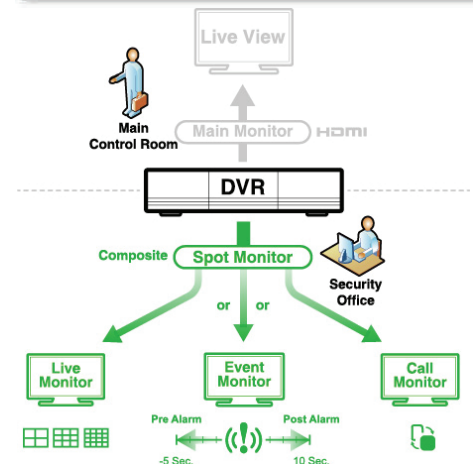 Live View
Main Monitor HDMI
Main
Control Room
DVR
Composite Spot Monitor
Security
Office
or or
Live
Monitor
Event
Monitor
Call
Monitor
Pre Alarm Post Alarm
-5 Sec. 10 Sec.